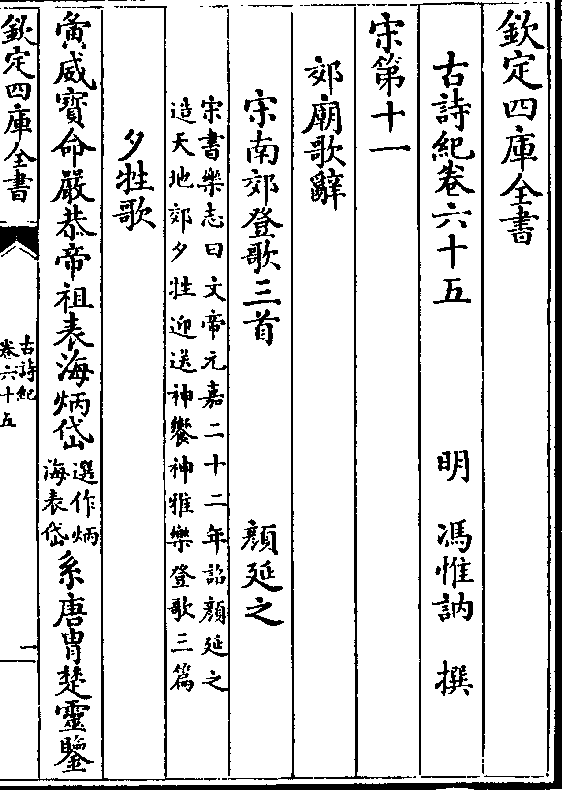 欽定四庫全書
古詩紀卷六十五　明　馮惟訥　撰
宋第十一
郊廟歌辭
宋南郊登歌三首　顔延之
宋書樂志曰文帝元嘉二十二年詔顔延之
造天地郊夕牲迎送神饗神雅樂登歌三篇
夕牲歌
夤威寳命嚴恭帝祖表海炳岱選作炳海表岱系唐胄楚靈鑒
欽定四庫全書
古詩紀
卷六十五
一